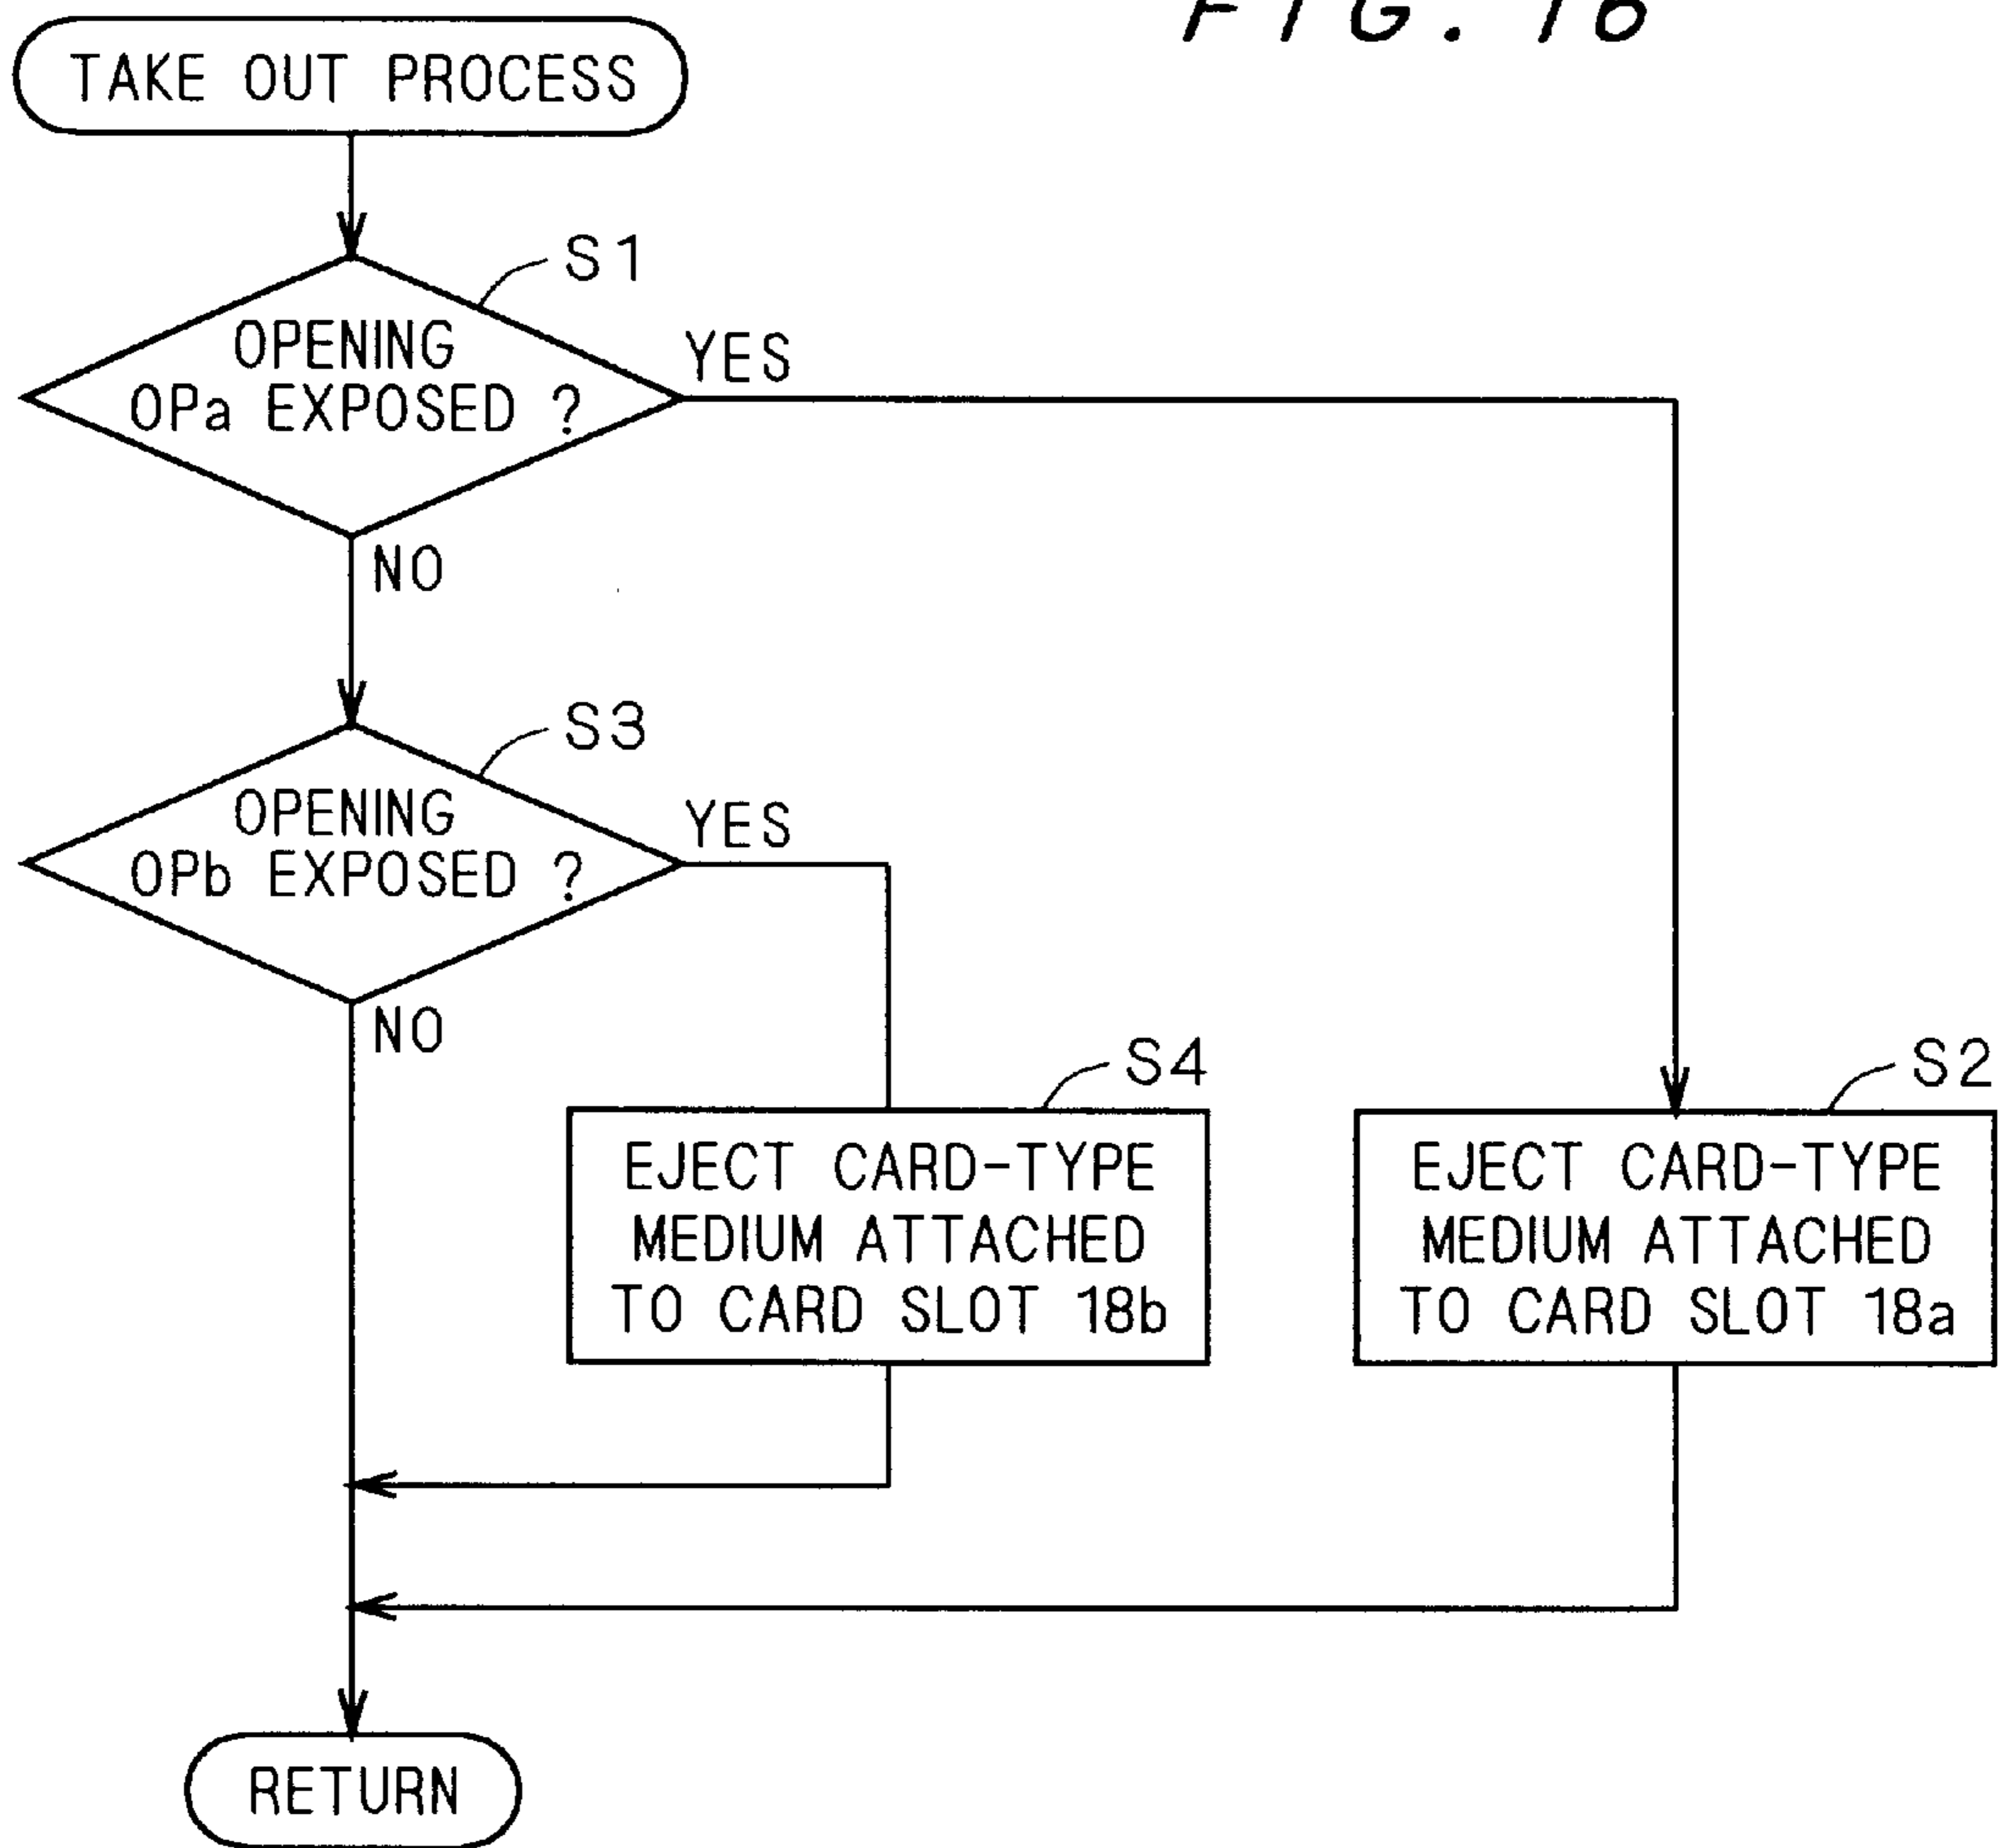 TAKE OUT PROCESS
S1
OPENING
OPa EXPOSED ?
YES
NO
S3
OPENING
OPb EXPOSED ?
YES
NO
S4
EJECT CARD-TYPE
MEDIUM ATTACHED
TO CARD SLOT 18b
S2
EJECT CARD-TYPE
MEDIUM ATTACHED
TO CARD SLOT 18a
RETURN
FIG.